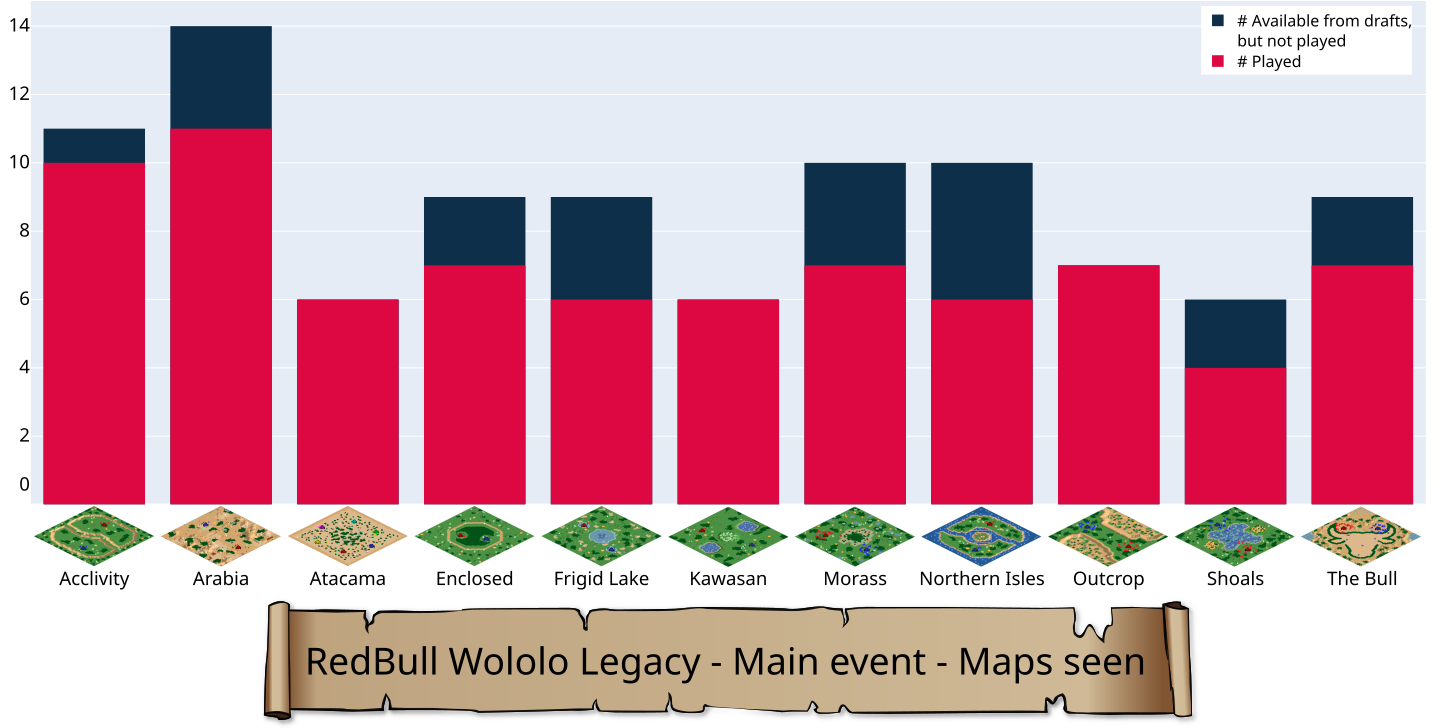 14
12
10
8
6
4
2
0
# Available from drafts,
but not played
# Played
Acclivity
Arabia
Atacama
Enclosed
Frigid Lake
Kawasan
Morass
Northern Isles
Outcrop
Shoals
The Bull
RedBull Wololo Legacy - Main event - Maps seen